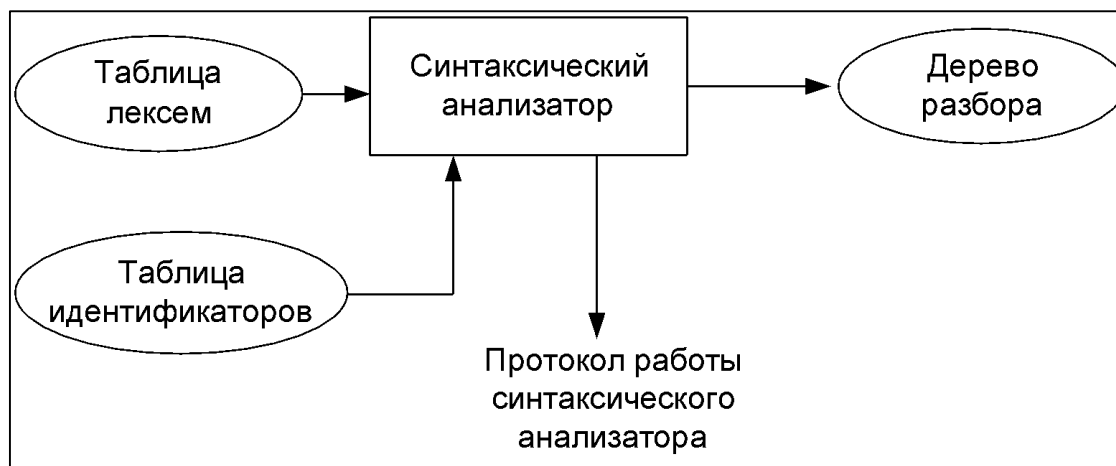 Таблица
лексем
Синтаксический
анализатор
Дерево
разбора
Таблица
идентификаторов
Протокол работы
синтаксического
анализатора